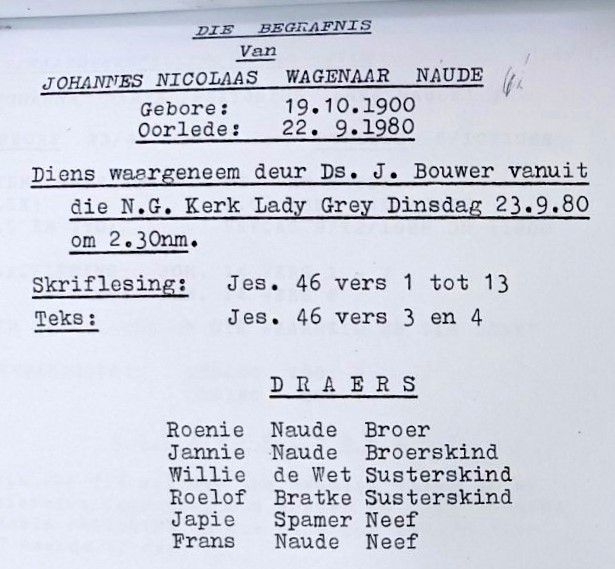 DIE BEGRAFNIS
Van
JOHANNES NICOLAAS WAGENAAR NAUDE
Gebore: 19.10.1900
Oorlede: 22. 9.1980
Diens waargeneem deur Ds. J. Bouwer vanuit
die N.G. Kerk Lady Grey Dinsdag 23.9.80
om 2.30nm.
Skriflesing: Jes. 46 vers 1 tot 13
Teks: Jes. 46 vers 3 en 4
D R A E R S
Roenie Naude Broer
Jannie Naude Broerskind
Willie de Wet Susterskind
Roelof Bratke Susterskind
Japie Spamer Neef
Frans Naude Neef